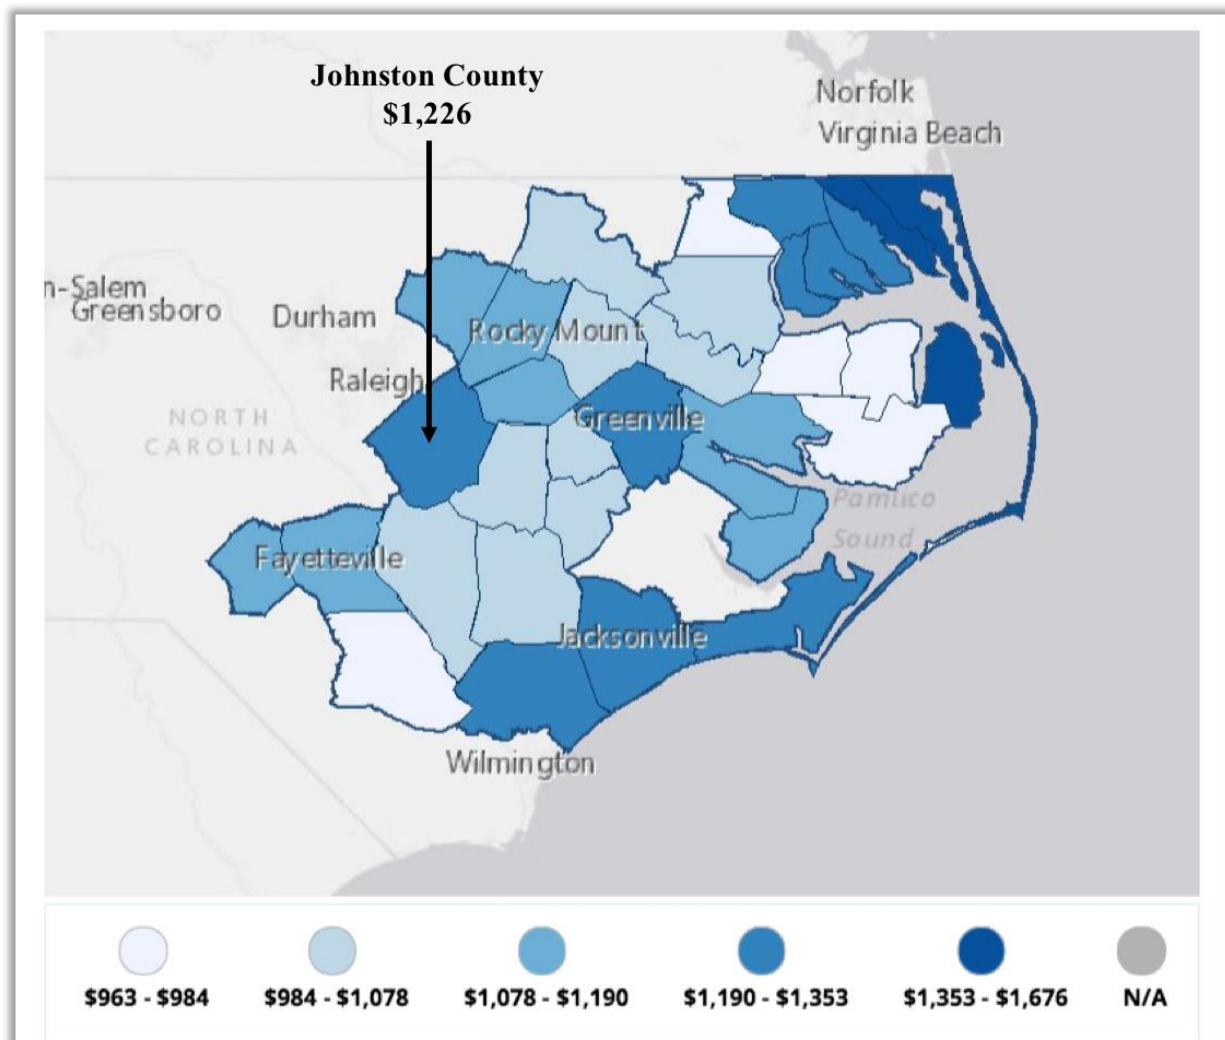 Johnston County
$1,226
Norfolk
Virginia Beach
n-Salem
Greensboro
Durham
Rocky Mount
Raleigh
NORTH
CAROLINA
Greenville
Pamlico
Sound
Fayetteville
Jacksonville
Wilmington
$963 - $984
$984 - $1,078
$1,078 - $1,190
$1,190 - $1,353
$1,353 - $1,676
N/A